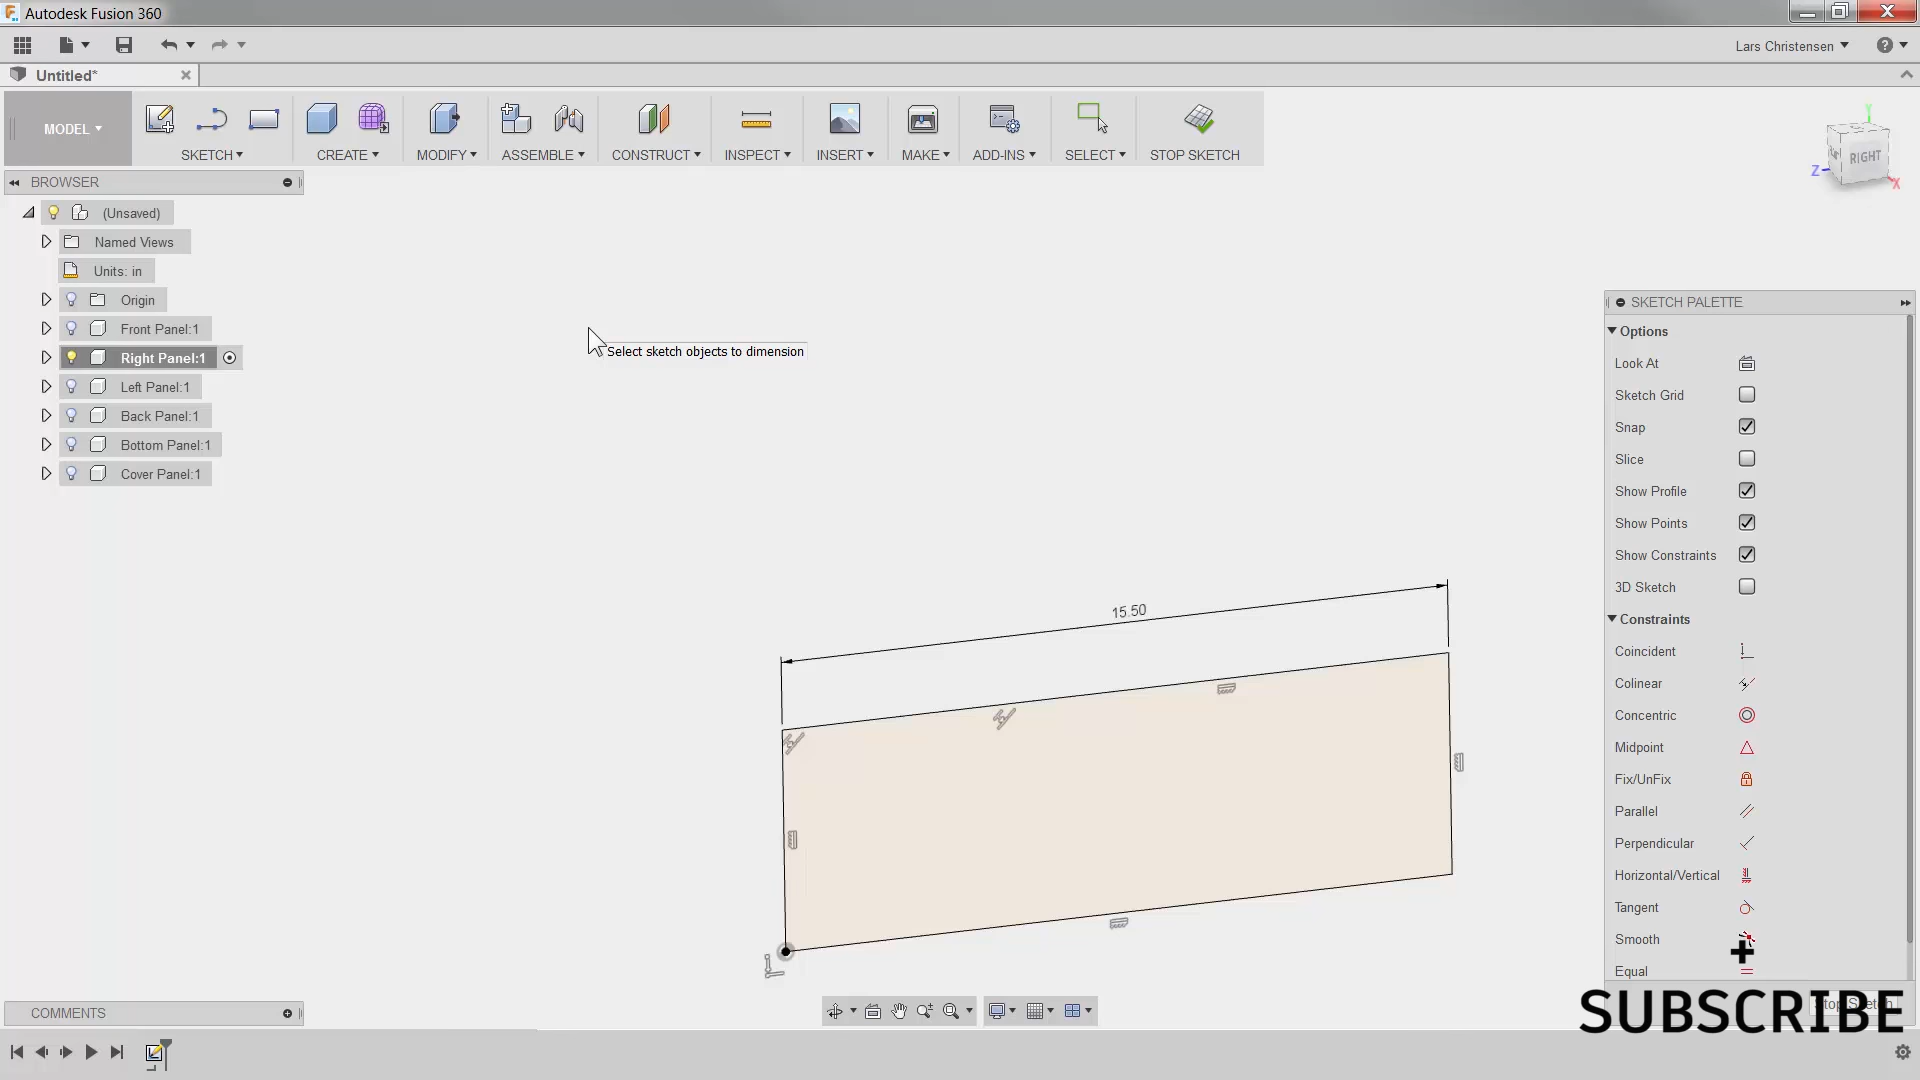 Autodesk Fusion 360
Lars Christensen
Untitled*
MODEL
SKETCH
CREATE
MODIFY
ASSEMBLE
CONSTRUCT
INSPECT
INSERT
MAKE
ADD-INS
SELECT
STOP SKETCH
Y
RIGHT
Z
X
BROWSER
(Unsaved)
Named Views
Units: in
Origin
Front Panel:1
Right Panel:1
Left Panel:1
Back Panel:1
Bottom Panel:1
Cover Panel:1
Select sketch objects to dimension
15.50
SKETCH PALETTE
Options
Look At
Sketch Grid
Snap
Slice
Show Profile
Show Points
Show Constraints
3D Sketch
Constraints
Coincident
Colinear
Concentric
Midpoint
Fix/UnFix
Parallel
Perpendicular
Horizontal/Vertical
Tangent
Smooth
Equal
Stop Sketch
SUBSCRIBE
COMMENTS